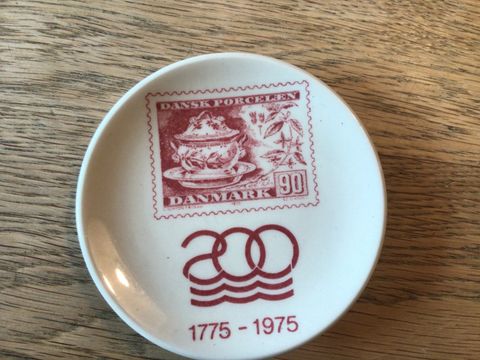 DANSK PORCELÆN
90
DANMARK
200
1775 - 1975